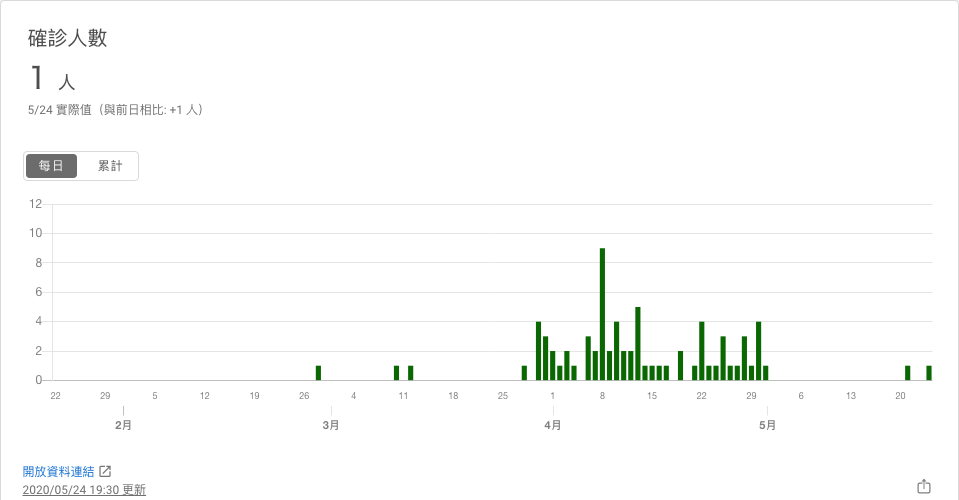 確診人數
1 人
5/24 實際值（與前日相比: +1 人）
每日 累計
12
10
8
6
4
2
0
22 29 5 12 19 26 4 11 18 25 1 8 15 22 29 6 13 20
2月 3月 4月 5月
開放資料連結
2020/05/24 19:30 更新